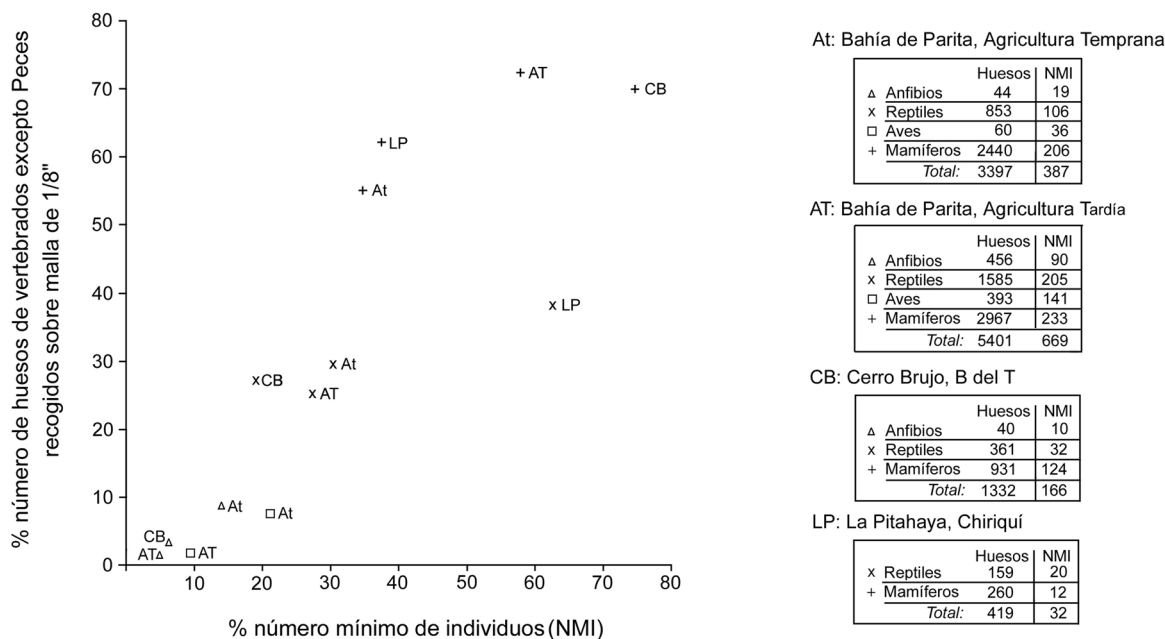 % número de huesos de vertebrados excepto Peces
recogidos sobre malla de 1/8"
80
70
60
50
40
30
20
10
0
AT
CB
LP
At
LP
At
CB
AT
At
At
CB
AT
AT
10 20 30 40 50 60 70 80
% número mínimo de individuos (NMI)
At: Bahía de Parita, Agricultura Temprana
Huesos NMI
Anfibios 44 19
Reptiles 853 106
Aves 60 36
Mamíferos 2440 206
Total: 3397 387
AT: Bahía de Parita, Agricultura Tardía
Huesos NMI
Anfibios 456 90
Reptiles 1585 205
Aves 393 141
Mamíferos 2967 233
Total: 5401 669
CB: Cerro Brujo, B del T
Huesos NMI
Anfibios 40 10
Reptiles 361 32
Mamíferos 931 124
Total: 1332 166
LP: La Pitahaya, Chiriquí
Huesos NMI
Reptiles 159 20
Mamíferos 260 12
Total: 419 32